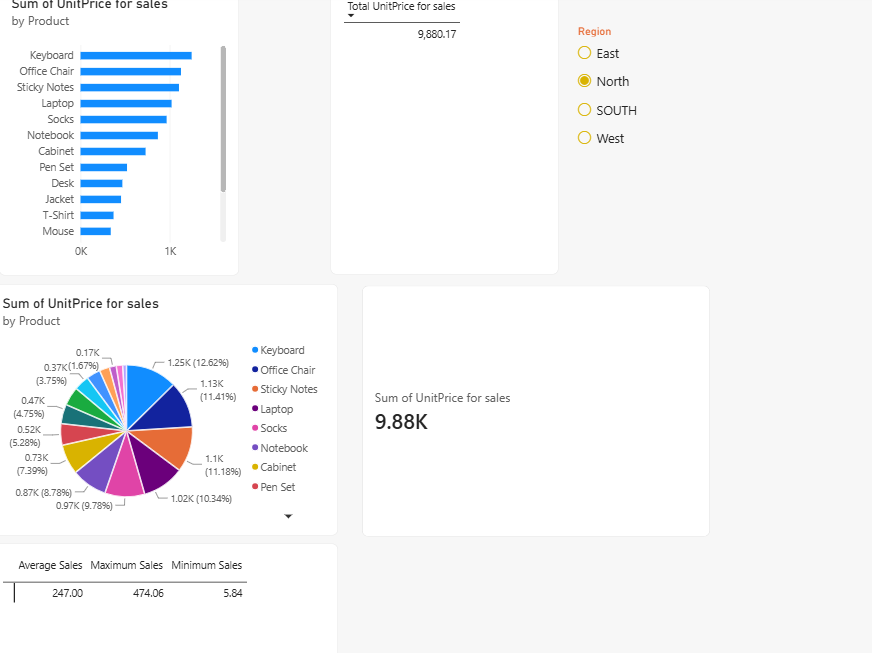 Sum of UnitPrice for sales
by Product
Keyboard
Office Chair
Sticky Notes
Laptop
Socks
Notebook
Cabinet
Pen Set
Desk
Jacket
T-Shirt
Mouse
0K 1K
Total UnitPrice for sales
9,880.17
Region
East
North
SOUTH
West
Sum of UnitPrice for sales
by Product
1.25K (12.62%)
1.13K
(11.41%)
1.1K
(11.18%)
1.02K (10.34%)
0.97K (9.78%)
0.87K (8.78%)
0.73K
(7.39%)
0.52K
(5.28%)
0.47K
(4.75%)
0.37K
(3.75%)
0.17K
(1.67%)
Keyboard
Office Chair
Sticky Notes
Laptop
Socks
Notebook
Cabinet
Pen Set
Sum of UnitPrice for sales
9.88K
Average Sales Maximum Sales Minimum Sales
247.00 474.06 5.84